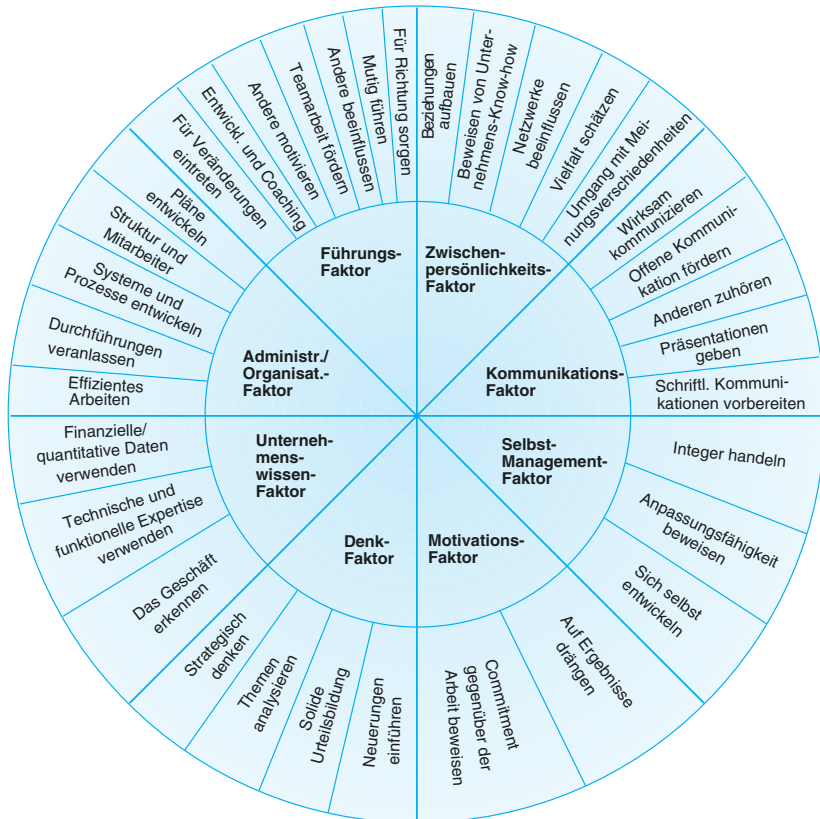 Für Richtung sorgen
Mutig führen
Andere beeinflussen
Teamarbeit fördern
Andere motivieren
Entwickl. und Coaching
Für Veränderungen
eintreten
Führungs-
Faktor
Beziehungen
aufbauen
Beweisen von Unter-
nehmens-Know-how
Netzwerke
beeinflussen
Vielfalt schätzen
Umgang mit Mei-
nungsverschiedenheiten
Zwischen-
persönlichkeits-
Faktor
Wirksam
kommunizieren
Offene Kommuni-
kation fördern
Anderen zuhören
Präsentationen
geben
Schriftl. Kommuni-
kationen vorbereiten
Kommunikations-
Faktor
Integer handeln
Anpassungsfähigkeit
beweisen
Sich selbst
entwickeln
Selbst-
Management-
Faktor
Auf Ergebnisse
drängen
Commitment
gegenüber der
Arbeit beweisen
Motivations-
Faktor
Neuerungen
einführen
Solide
Urteilsbildung
Themen
analysieren
Strategisch
denken
Denk-
Faktor
Das Geschäft
erkennen
Technische und
funktionelle Expertise
verwenden
Finanzielle/
quantitative Daten
verwenden
Unterneh-
mens-
wissen-
Faktor
Effizientes
Arbeiten
Durchführungen
veranlassen
Systeme und
Prozesse entwickeln
Struktur und
Mitarbeiter
Pläne
entwickeln
Administr./
Organisat.-
Faktor